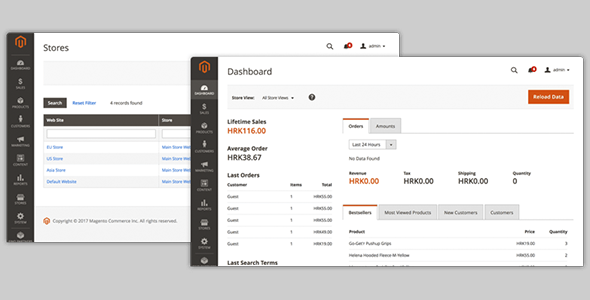 Stores
admin
DASHBOARD
SALES
PRODUCTS
CUSTOMERS
MARKETING
CONTENT
REPORTS
STORES
SYSTEM
Search
Reset Filter
4 records found
Web Site
Store
EU Store
Main Store
US Store
Main Store Web
Asia Store
Main Store Web
Default Website
Main Store Web
Copyright © 2017 Magento Commerce Inc. All rights reserved.
Dashboard
admin
DASHBOARD
SALES
PRODUCTS
CUSTOMERS
MARKETING
CONTENT
REPORTS
STORES
SYSTEM
Store View:
All Store Views
Reload Data
Lifetime Sales
HRK116.00
Average Order
HRK38.67
Last Orders
Customer Items Total
Guest 1 HRK55.00
Guest 1 HRK55.00
Guest 1 HRK55.00
Guest 1 HRK49.00
Guest 1 HRK19.00
Last Search Terms
Orders
Amounts
Last 24 Hours
No Data Found
Revenue Tax Shipping Quantity
HRK0.00 HRK0.00 HRK0.00 0
Bestsellers
Most Viewed Products
New Customers
Customers
Product Price Quantity
Go-Get'r Pushup Grips HRK19.00 3
Helena Hooded Fleece-M-Yellow HRK55.00 2